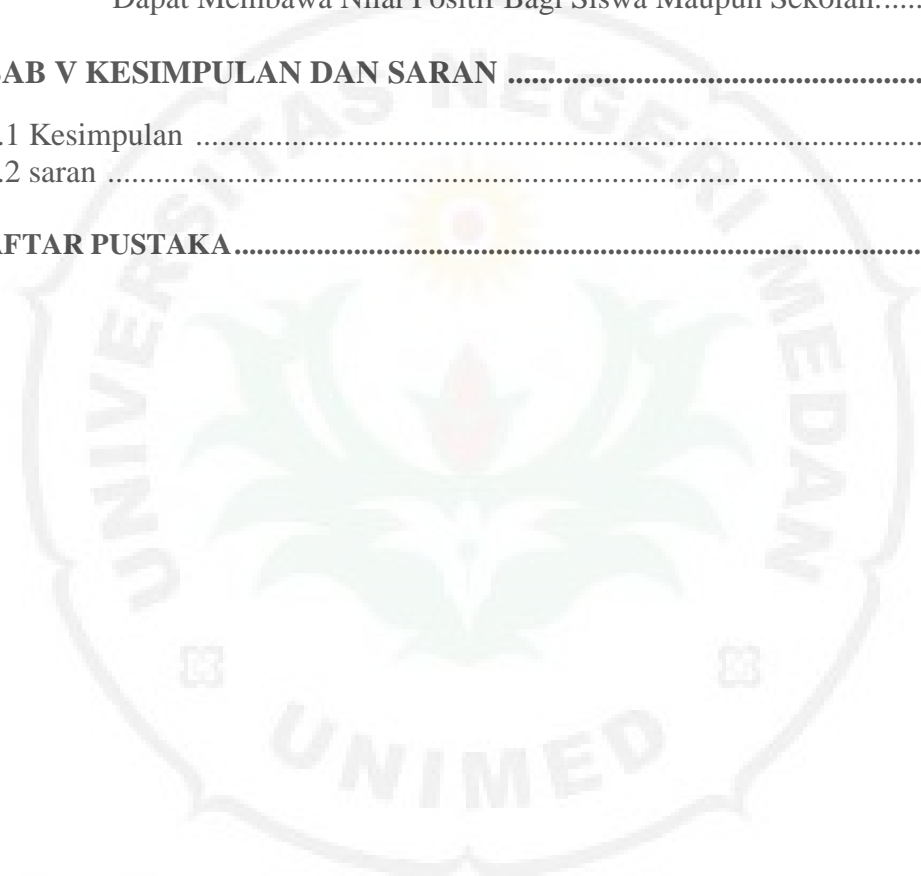 Dapat Membawa Nilai Positif Bagi Siswa Maupun Sekolah......
BAB V KESIMPULAN DAN SARAN ................................................................
.1 Kesimpulan ................................................................................................
.2 saran ............................................................................................................
AFTAR PUSTAKA................................................................................................
UNIVERSITAS NEGERI MEDAN
UNIMED